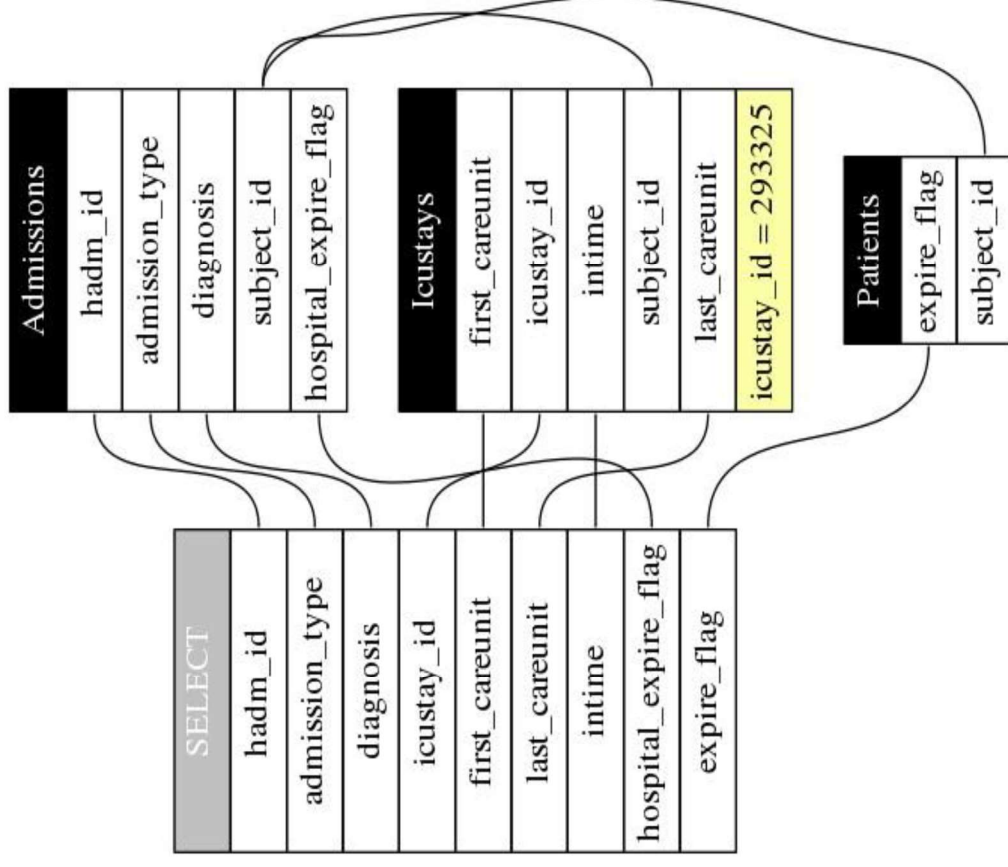 SELECT
hadm_id
admission_type
diagnosis
icustay_id
first_careunit
last_careunit
intime
hospital_expire_flag
expire_flag
Admissions
hadm_id
admission_type
diagnosis
subject_id
hospital_expire_flag
Icustays
first_careunit
icustay_id
intime
subject_id
last_careunit
icustay_id = 293325
Patients
expire_flag
subject_id